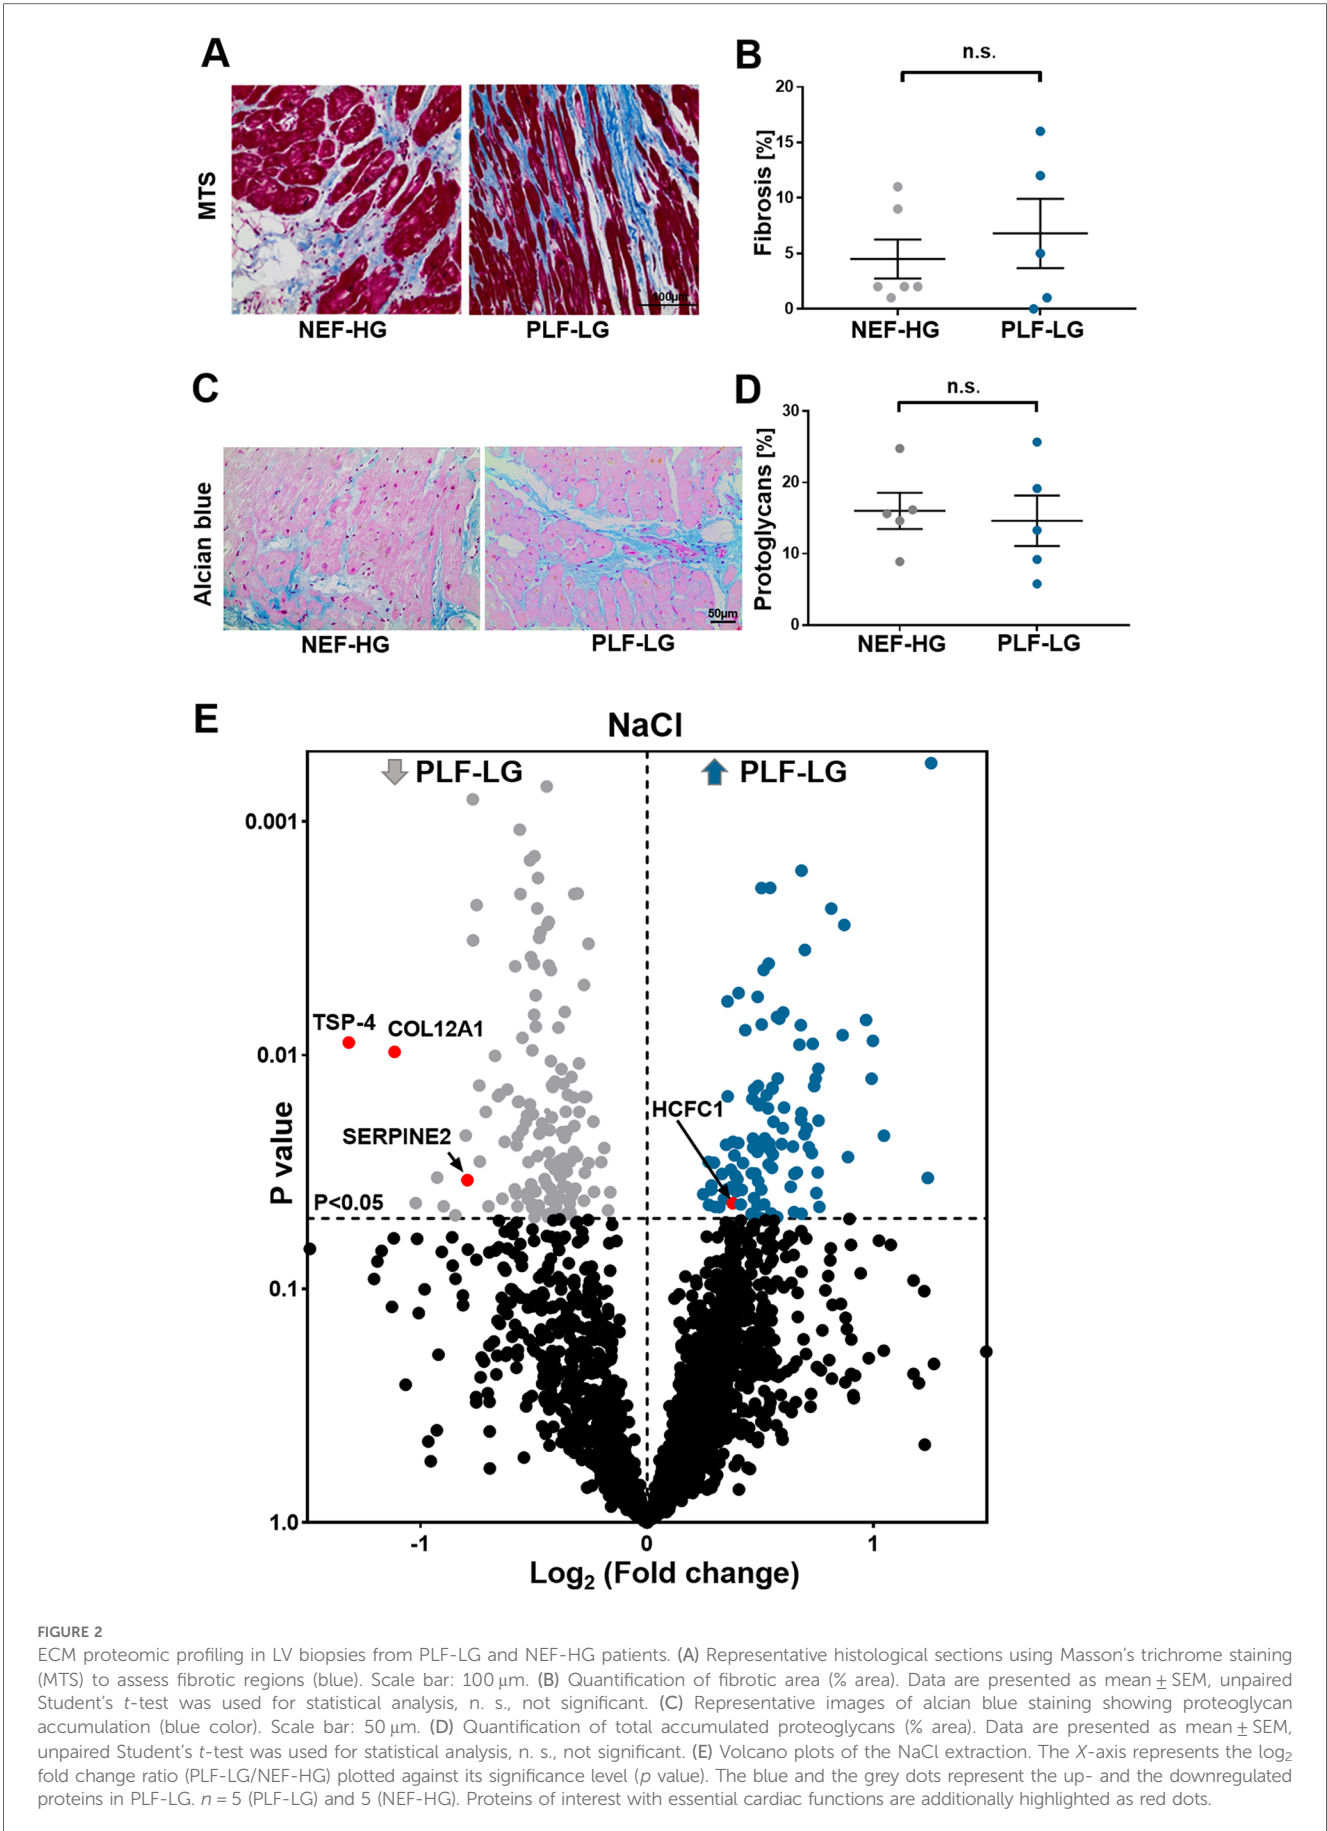 A
MTS
NEF-HG
PLF-LG
100μm
B
n.s.
Fibrosis [%]
20
15
10
5
0
NEF-HG
PLF-LG
C
Alcian blue
NEF-HG
PLF-LG
50μm
D
n.s.
Protoglycans [%]
30
20
10
0
NEF-HG
PLF-LG
E
NaCl
PLF-LG
PLF-LG
0.001
TSP-4
COL12A1
0.01
HCFC1
SERPINE2
P value
P<0.05
0.1
1.0
-1
0
1
Log₂ (Fold change)
FIGURE 2
ECM proteomic profiling in LV biopsies from PLF-LG and NEF-HG patients. (A) Representative histological sections using Masson's trichrome staining
(MTS) to assess fibrotic regions (blue). Scale bar: 100 μm. (B) Quantification of fibrotic area (% area). Data are presented as mean ± SEM, unpaired
Student's t-test was used for statistical analysis, n. s., not significant. (C) Representative images of alcian blue staining showing proteoglycan
accumulation (blue color). Scale bar: 50 μm. (D) Quantification of total accumulated proteoglycans (% area). Data are presented as mean ± SEM,
unpaired Student's t-test was used for statistical analysis, n. s., not significant. (E) Volcano plots of the NaCl extraction. The X-axis represents the log₂
fold change ratio (PLF-LG/NEF-HG) plotted against its significance level (p value). The blue and the grey dots represent the up- and the downregulated
proteins in PLF-LG. n = 5 (PLF-LG) and 5 (NEF-HG). Proteins of interest with essential cardiac functions are additionally highlighted as red dots.